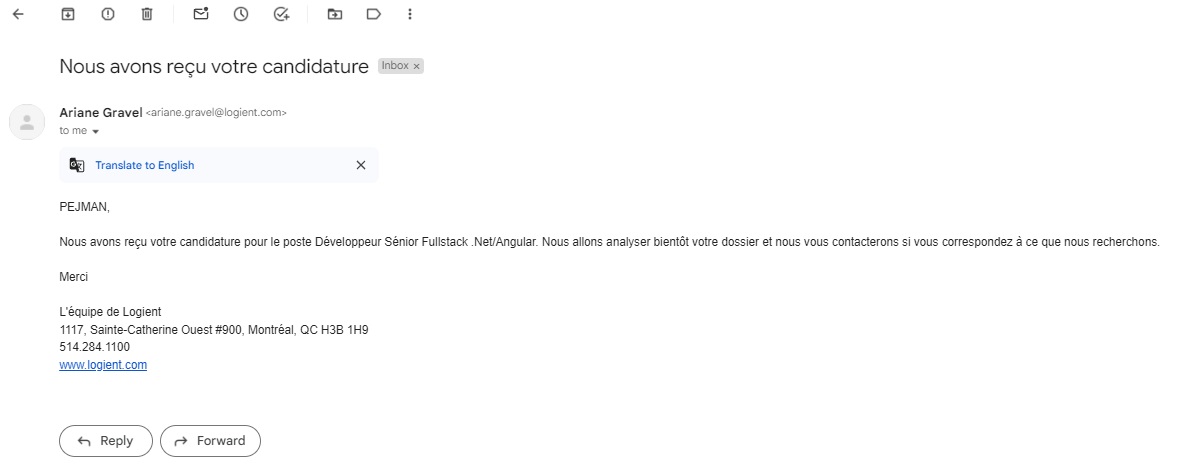 Nous avons reçu votre candidature Inbox ×
Ariane Gravel <ariane.gravel@logient.com>
to me
Translate to English
PEJMAN,
Nous avons reçu votre candidature pour le poste Développeur Sénior Fullstack .Net/Angular. Nous allons analyser bientôt votre dossier et nous vous contacterons si vous correspondez à ce que nous recherchons.
Merci
L'équipe de Logient
1117, Sainte-Catherine Ouest #900, Montréal, QC H3B 1H9
514.284.1100
www.logient.com
Reply Forward